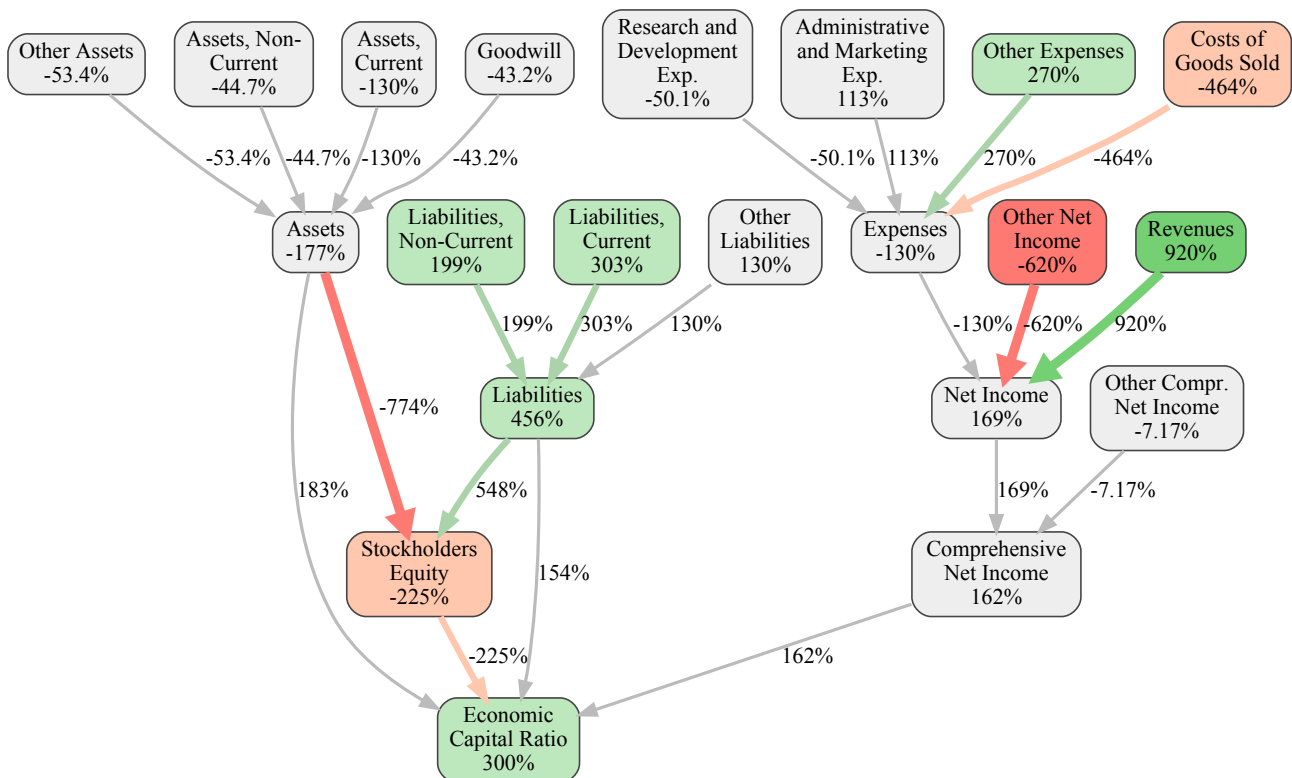 Other Assets
-53.4%
Assets, Non-
Current
-44.7%
Assets,
Current
-130%
Goodwill
-43.2%
Research and
Development
Exp.
-50.1%
Administrative
and Marketing
Exp.
113%
Other Expenses
270%
Costs of
Goods Sold
-464%
-53.4%
-44.7%
-130%
-43.2%
-50.1%
113%
270%
-464%
Assets
-177%
Liabilities,
Non-Current
199%
Liabilities,
Current
303%
Other
Liabilities
130%
Expenses
-130%
Other Net
Income
-620%
Revenues
920%
199%
303%
130%
-130%
-620%
920%
-774%
Liabilities
456%
Net Income
169%
Other Compr.
Net Income
-7.17%
183%
548%
169%
-7.17%
Stockholders
Equity
-225%
154%
Comprehensive
Net Income
162%
-225%
162%
Economic
Capital Ratio
300%